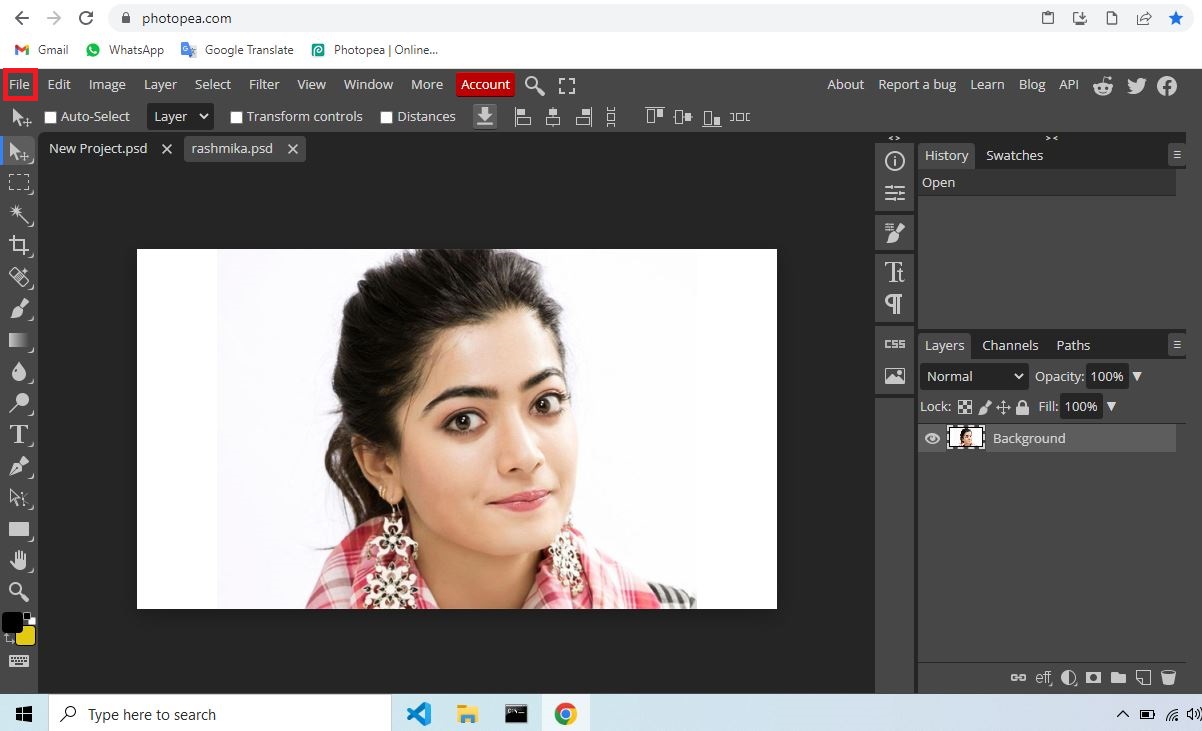 photopea.com
Gmail WhatsApp Google Translate Photopea | Online...
File Edit Image Layer Select Filter View Window More Account About Report a bug Learn Blog API
Auto-Select Layer Transform controls Distances
New Project.psd rashmika.psd
History Swatches
Open
Tt
CSS
Layers Channels Paths
Normal Opacity: 100%
Lock: Fill: 100%
Background
T
eff
Type here to search